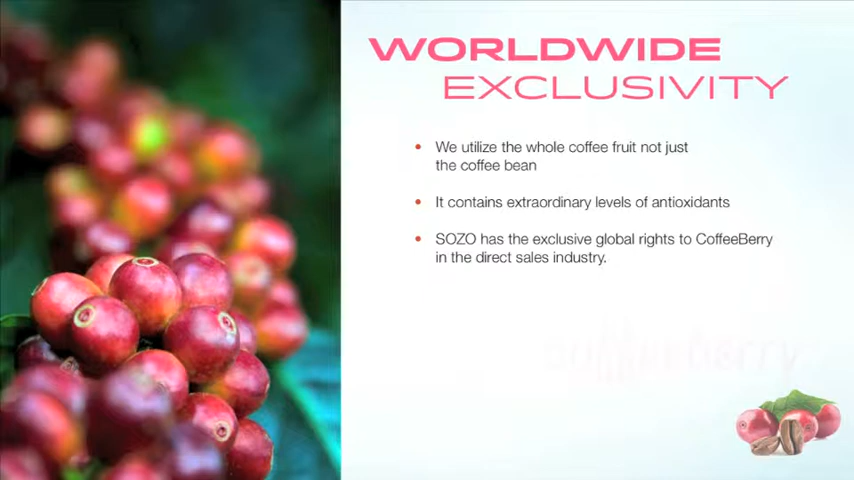 WORLDWIDE
EXCLUSIVITY
• We utilize the whole coffee fruit not just
the coffee bean
• It contains extraordinary levels of antioxidants
• SOZO has the exclusive global rights to CoffeeBerry
in the direct sales industry.